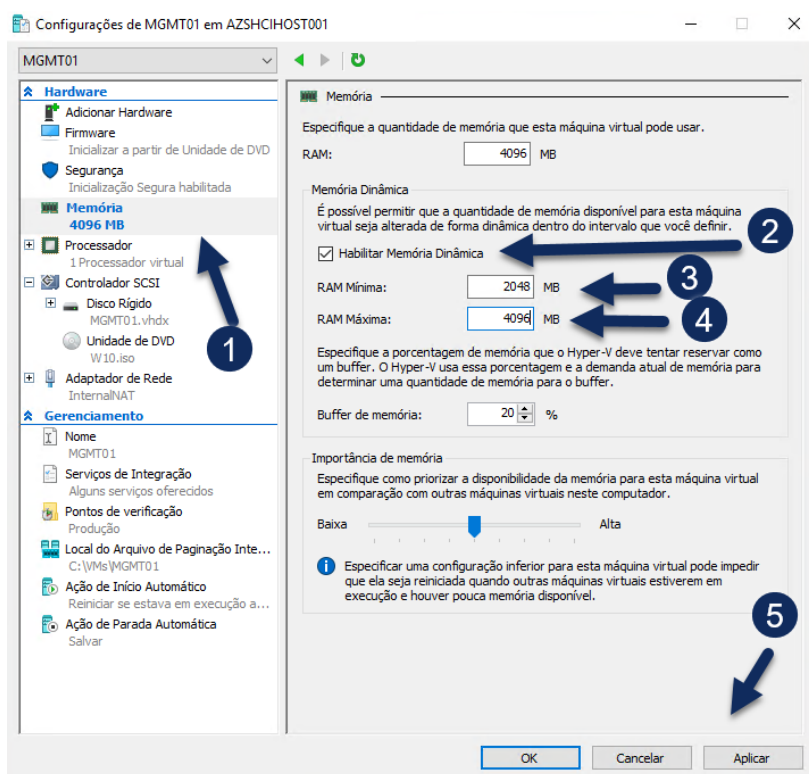 Configurações de MGMT01 em AZSHCIHOST001
MGMT01
Hardware
Adicionar Hardware
Firmware
Inicializar a partir de Unidade de DVD
Segurança
Inicialização Segura habilitada
Memória
4096 MB
Processador
1 Processador virtual
Controlador SCSI
Disco Rígido
MGMT01.vhdx
Unidade de DVD
W10.iso
Adaptador de Rede
InternalNAT
Gerenciamento
Nome
MGMT01
Serviços de Integração
Alguns serviços oferecidos
Pontos de verificação
Produção
Local do Arquivo de Paginação Inte...
C:\VMs\MGMT01
Ação de Início Automático
Reiniciar se estava em execução a...
Ação de Parada Automática
Salvar
1
Memória
Especifique a quantidade de memória que esta máquina virtual pode usar.
RAM: 4096 MB
Memória Dinâmica
É possível permitir que a quantidade de memória disponível para esta máquina
virtual seja alterada de forma dinâmica dentro do intervalo que você definir.
2
Habilitar Memória Dinâmica
RAM Mínima: 2048 MB
3
RAM Máxima: 4096 MB
4
Especifique a porcentagem de memória que o Hyper-V deve tentar reservar como
um buffer. O Hyper-V usa essa porcentagem e a demanda atual de memória para
determinar uma quantidade de memória para o buffer.
Buffer de memória: 20 %
Importância de memória
Especifique como priorizar a disponibilidade da memória para esta máquina virtual
em comparação com outras máquinas virtuais neste computador.
Baixa Alta
Especificar uma configuração inferior para esta máquina virtual pode impedir
que ela seja reiniciada quando outras máquinas virtuais estiverem em
execução e houver pouca memória disponível.
5
OK Cancelar Aplicar